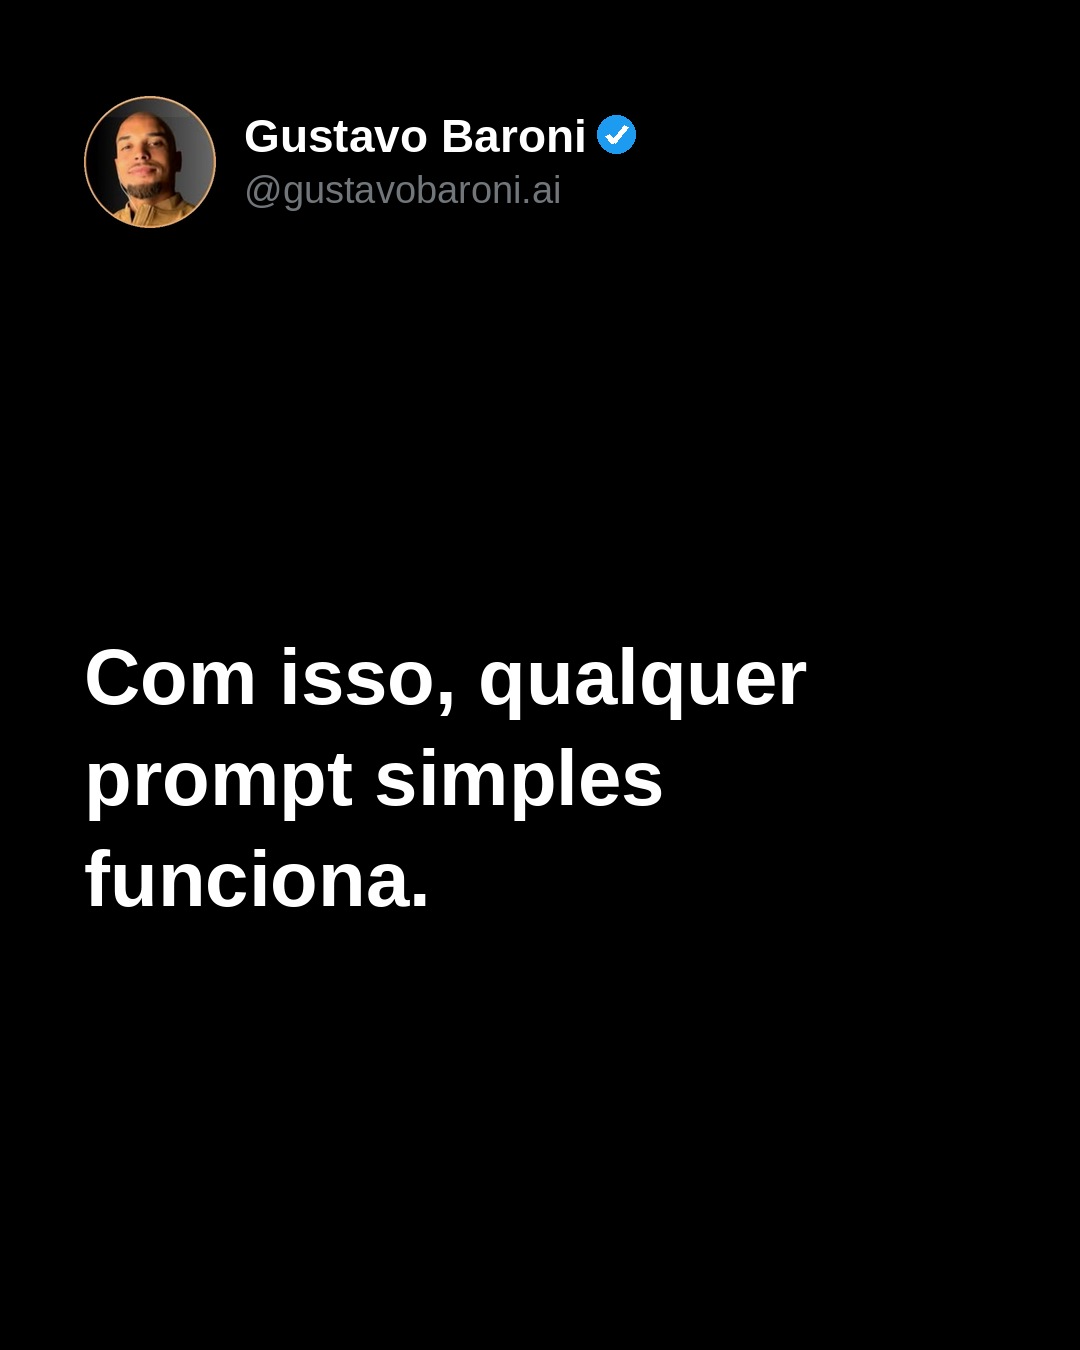 Gustavo Baroni
@gustavobaroni.ai
Com isso, qualquer
prompt simples
funciona.